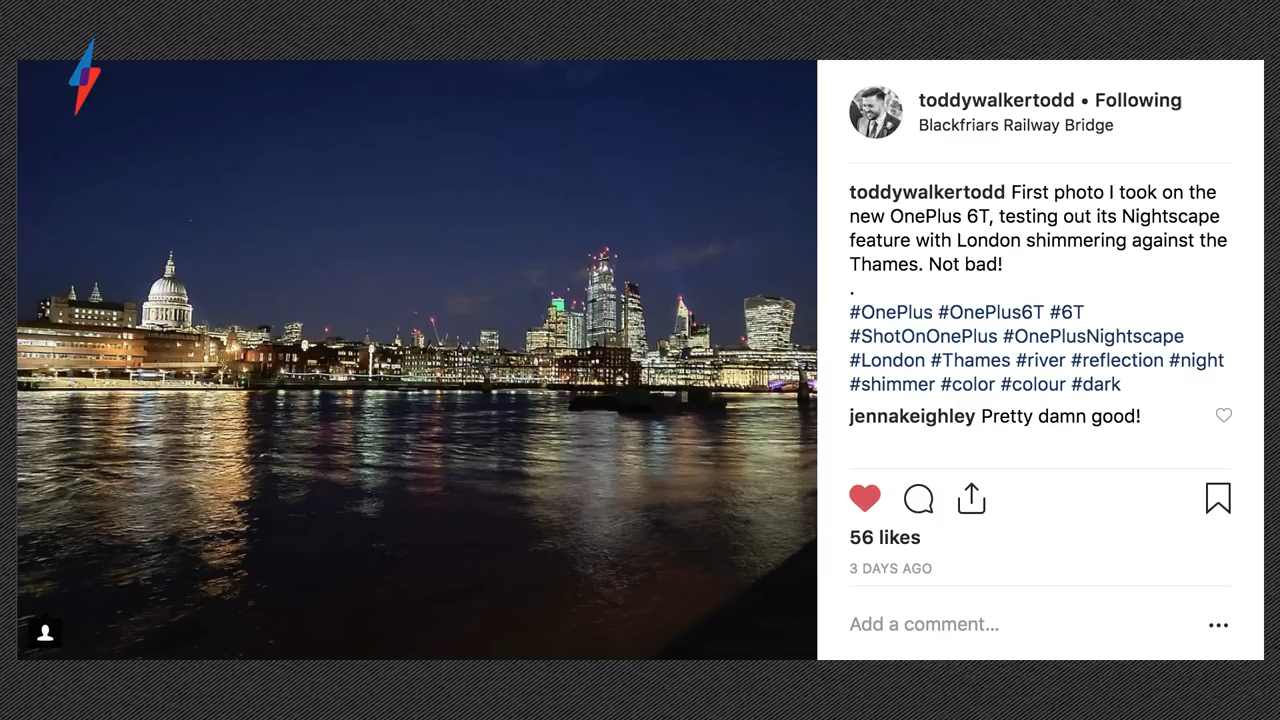 toddywalkertodd • Following
Blackfriars Railway Bridge
toddywalkertodd First photo I took on the
new OnePlus 6T, testing out its Nightscape
feature with London shimmering against the
Thames. Not bad!
.
#OnePlus #OnePlus6T #6T
#ShotOnOnePlus #OnePlusNightscape
#London #Thames #river #reflection #night
#shimmer #color #colour #dark
jennakeighley Pretty damn good!
56 likes
3 DAYS AGO
Add a comment...